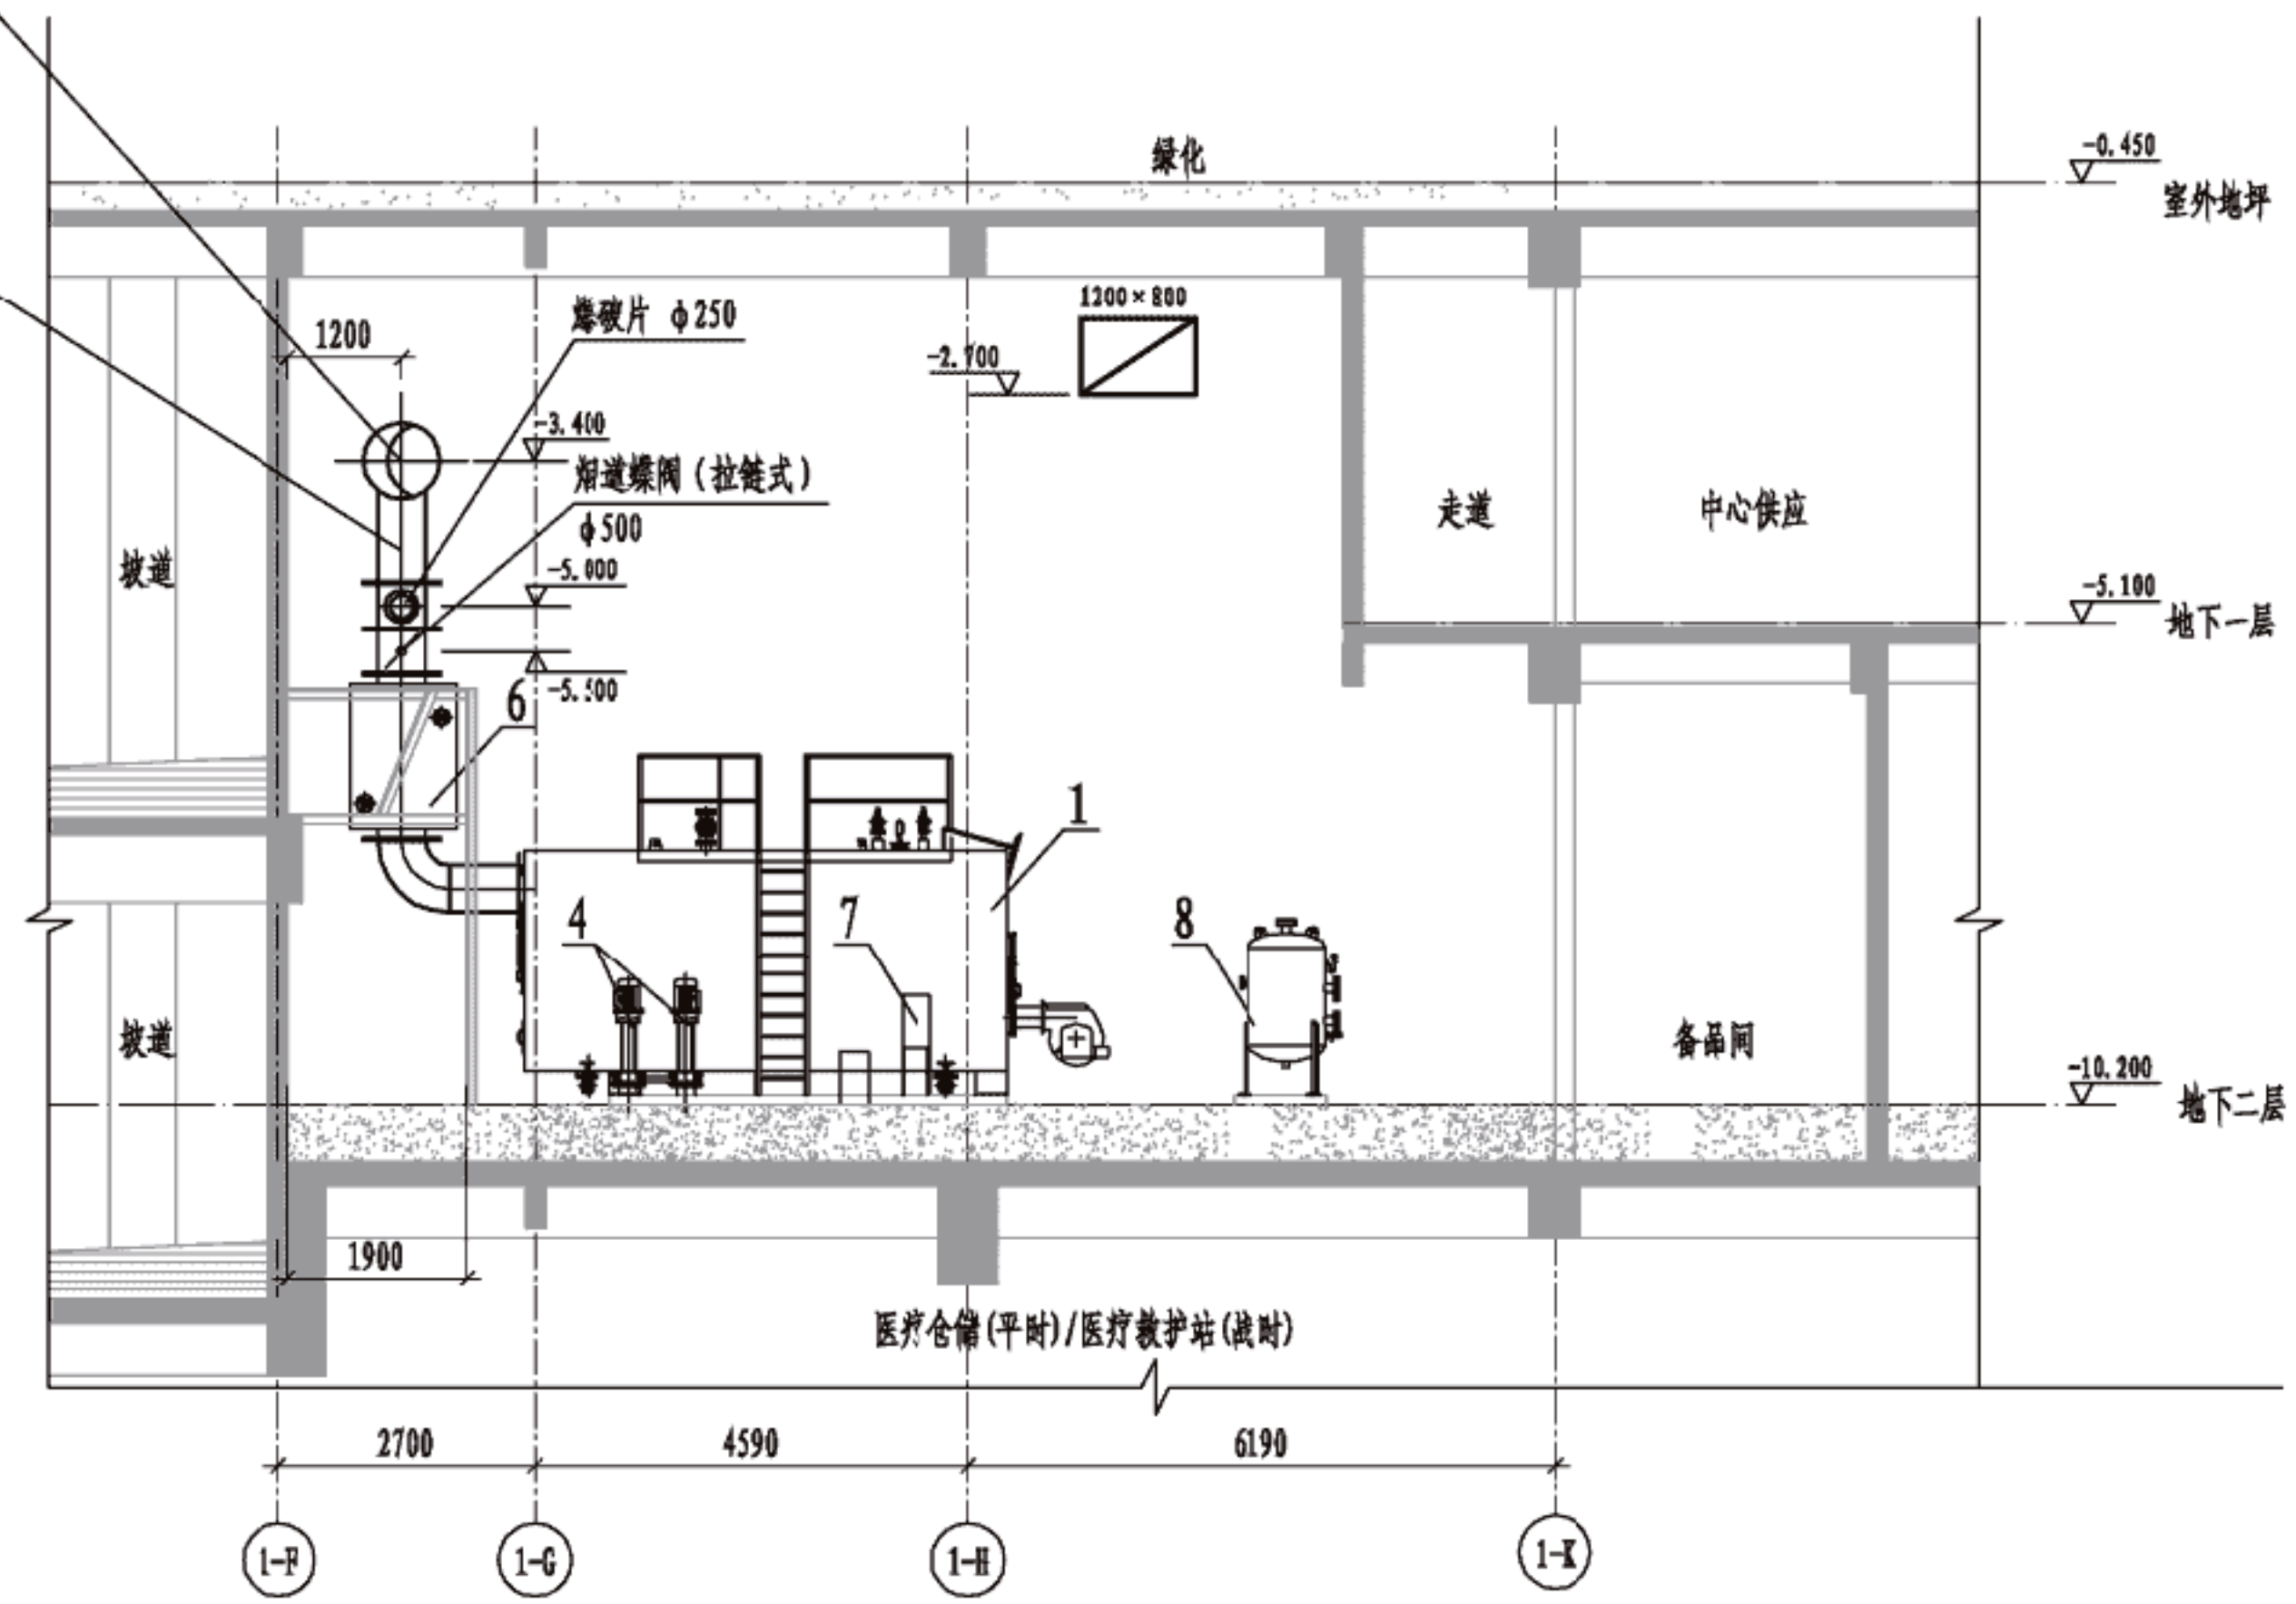 绿化
-0.450
室外地坪
1200×800
爆破片 ф250
1200
-2.700
-3.400
烟道蝶阀(拉链式)
ф500
走道
中心供应
坡道
-5.000
-5.100
地下一层
-5.500
6
1
4
7
8
坡道
备品间
-10.200
地下二层
1900
医疗仓储(平时)/医疗救护站(战时)
2700
4590
6190
1-F
1-G
1-H
1-K